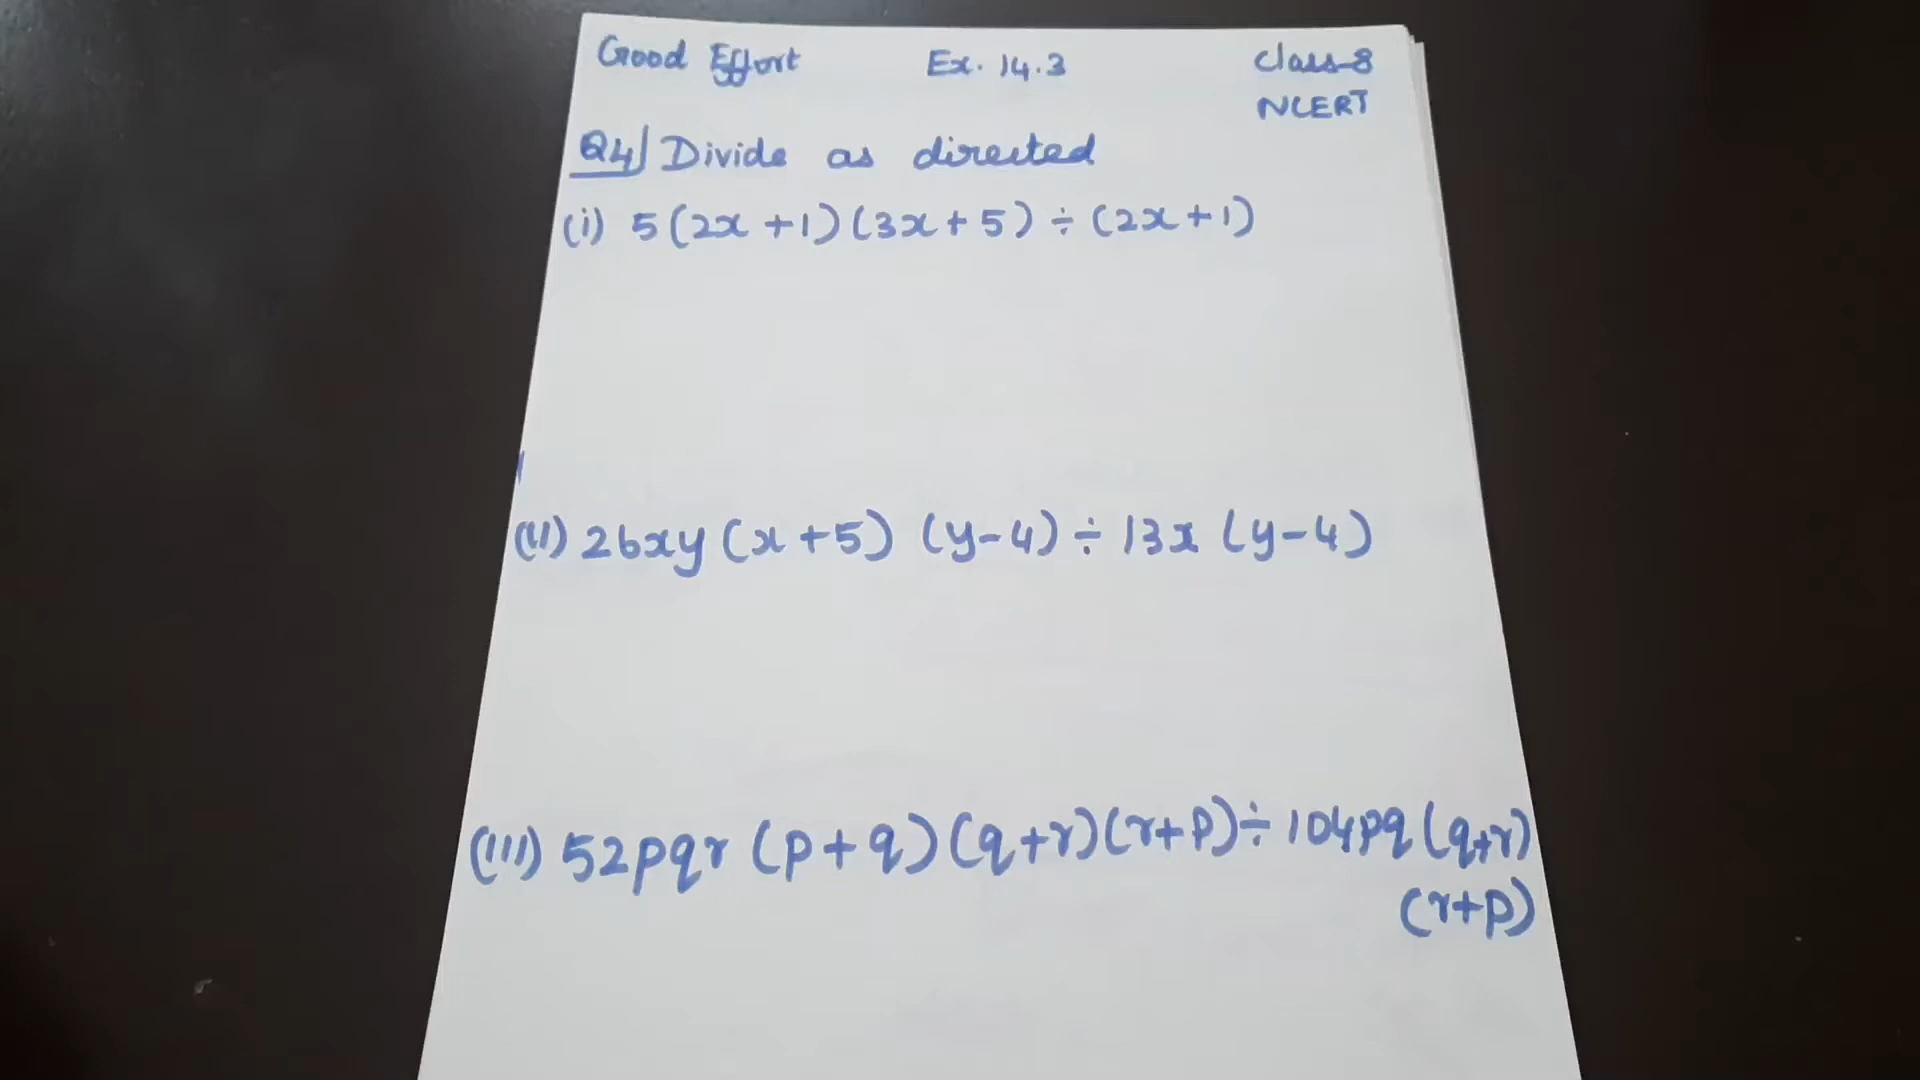 Good Effort Ex. 14.3 Class-8
NCERT
Q4) Divide as directed
(i) 5(2x+1)(3x+5)÷(2x+1)
(ii) 26xy(x+5) (y-4)÷13x(y-4)
(iii) 52pqr(p+q)(q+r)(r+p)÷104pq(q+r)
(r+p)